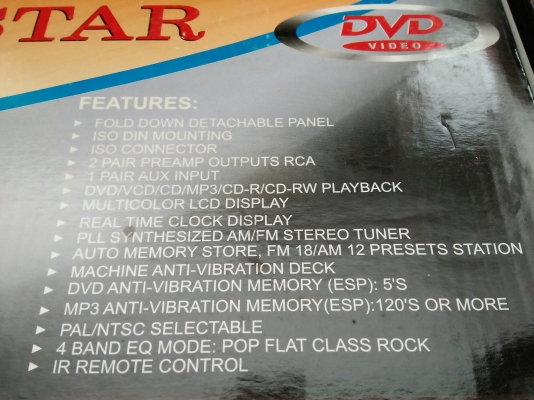 STAR
DVD
VIDEO
FEATURES:
FOLD DOWN DETACHABLE PANEL
ISO DIN MOUNTING
ISO CONNECTOR
2 PAIR PREAMP OUTPUTS RCA
1 PAIR AUX INPUT
DVD/VCD/CD/MP3/CD-R/CD-RW PLAYBACK
MULTICOLOR LCD DISPLAY
REAL TIME CLOCK DISPLAY
PLL SYNTHESIZED AM/FM STEREO TUNER
AUTO MEMORY STORE, FM 18/AM 12 PRESETS STATION
MACHINE ANTI-VIBRATION DECK
DVD ANTI-VIBRATION MEMORY (ESP): 5'S
MP3 ANTI-VIBRATION MEMORY(ESP):120'S OR MORE
PAL/NTSC SELECTABLE
4 BAND EQ MODE: POP FLAT CLASS ROCK
IR REMOTE CONTROL